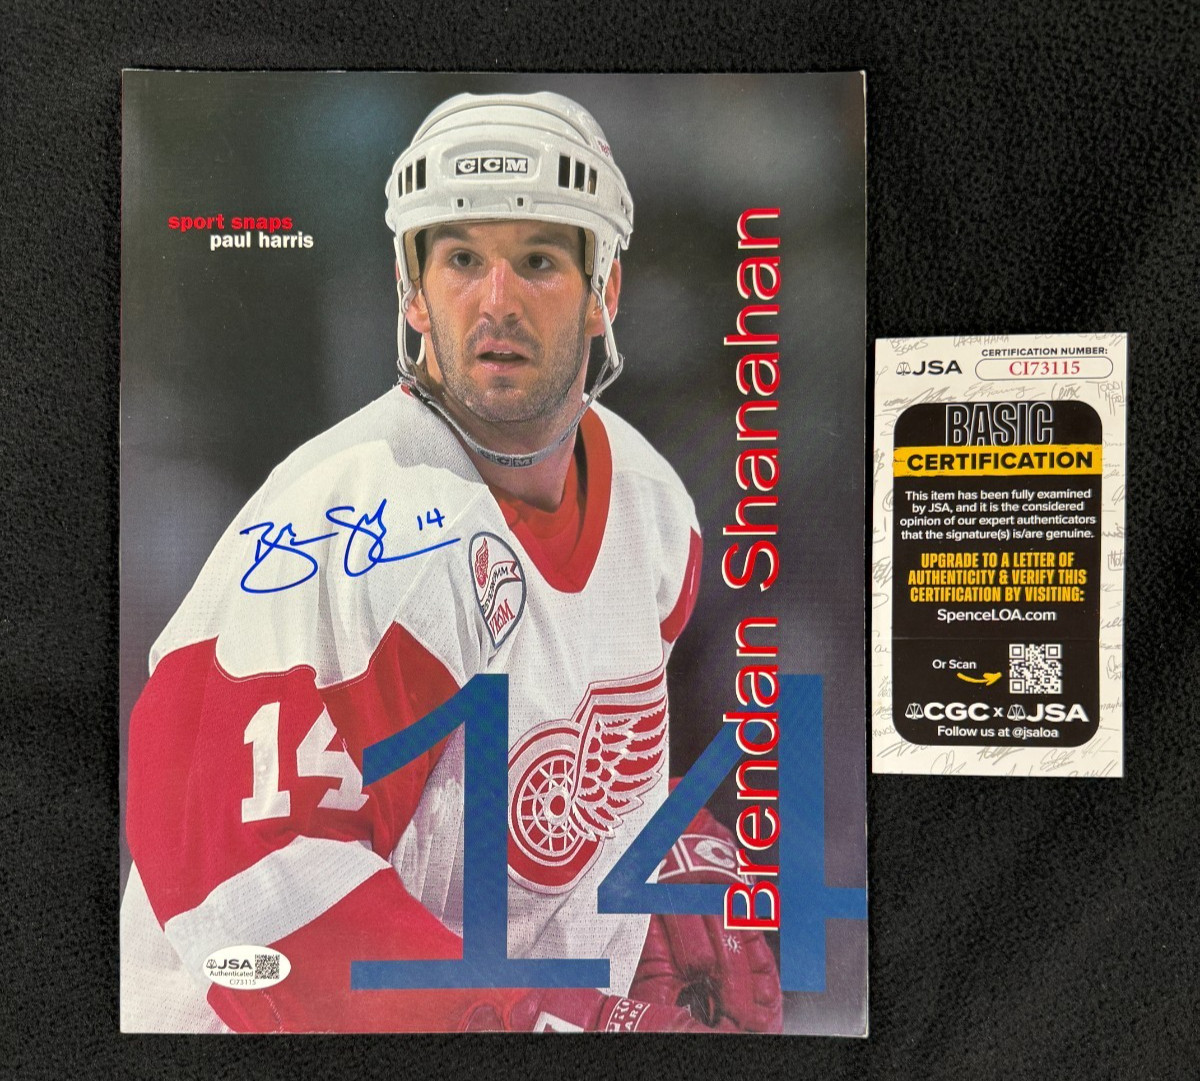 CCM
sport snaps
paul harris
Brendan Shanahan
CCM
14
14
14
JSA
Authenticated
CI73115
JSA
CERTIFICATION NUMBER:
CI73115
BASIC
CERTIFICATION
This item has been fully examined
by JSA, and it is the considered
opinion of our expert authenticators
that the signature(s) is/are genuine.
UPGRADE TO A LETTER OF
AUTHENTICITY & VERIFY THIS
CERTIFICATION BY VISITING:
SpenceLOA.com
Or Scan
CGC x JSA
Follow us at @jsaloa